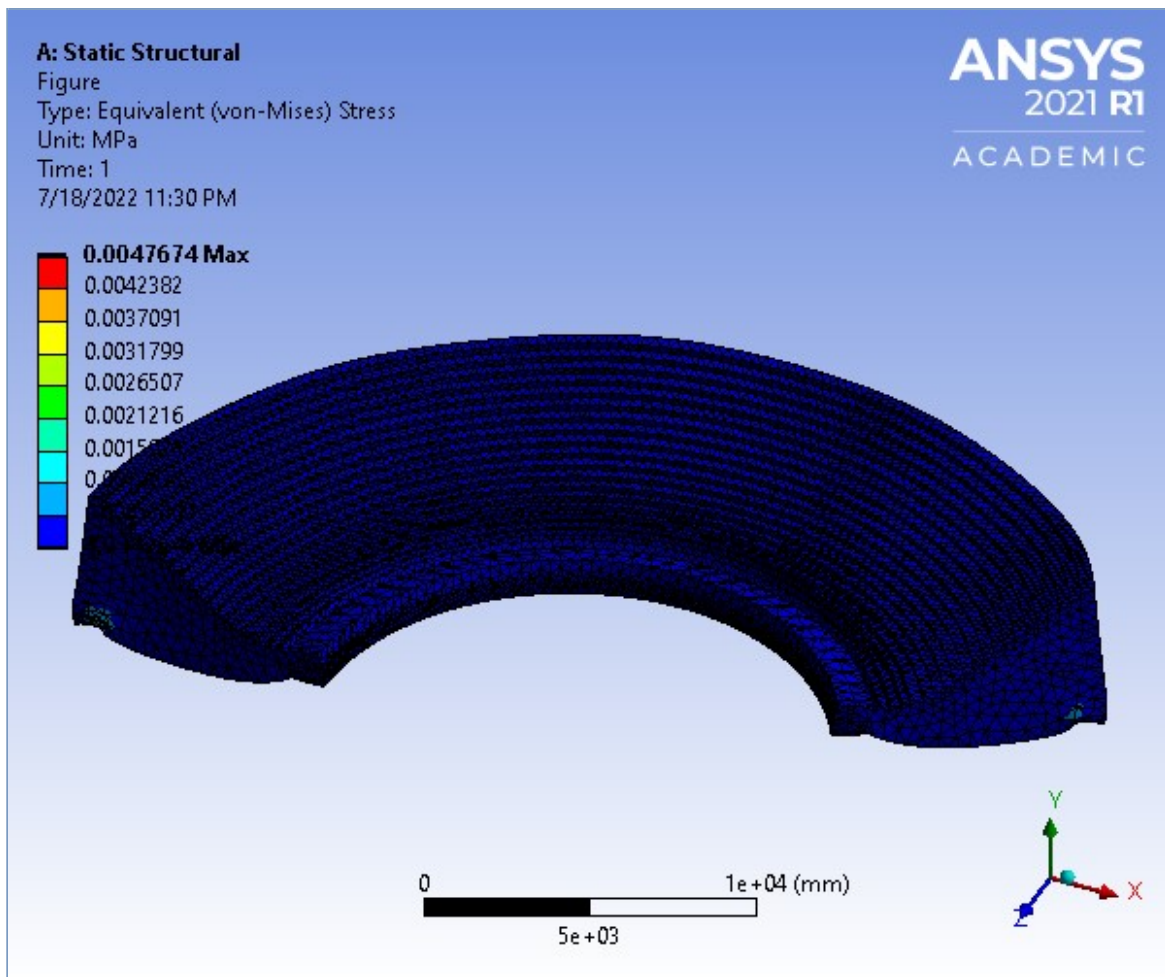 A: Static Structural
Figure
Type: Equivalent (von-Mises) Stress
Unit: MPa
Time: 1
7/18/2022 11:30 PM
ANSYS
2021 R1
ACADEMIC
0.0047674 Max
0.0042382
0.0037091
0.0031799
0.0026507
0.0021216
0 1e+04 (mm)
5e+03
Y
X
Z